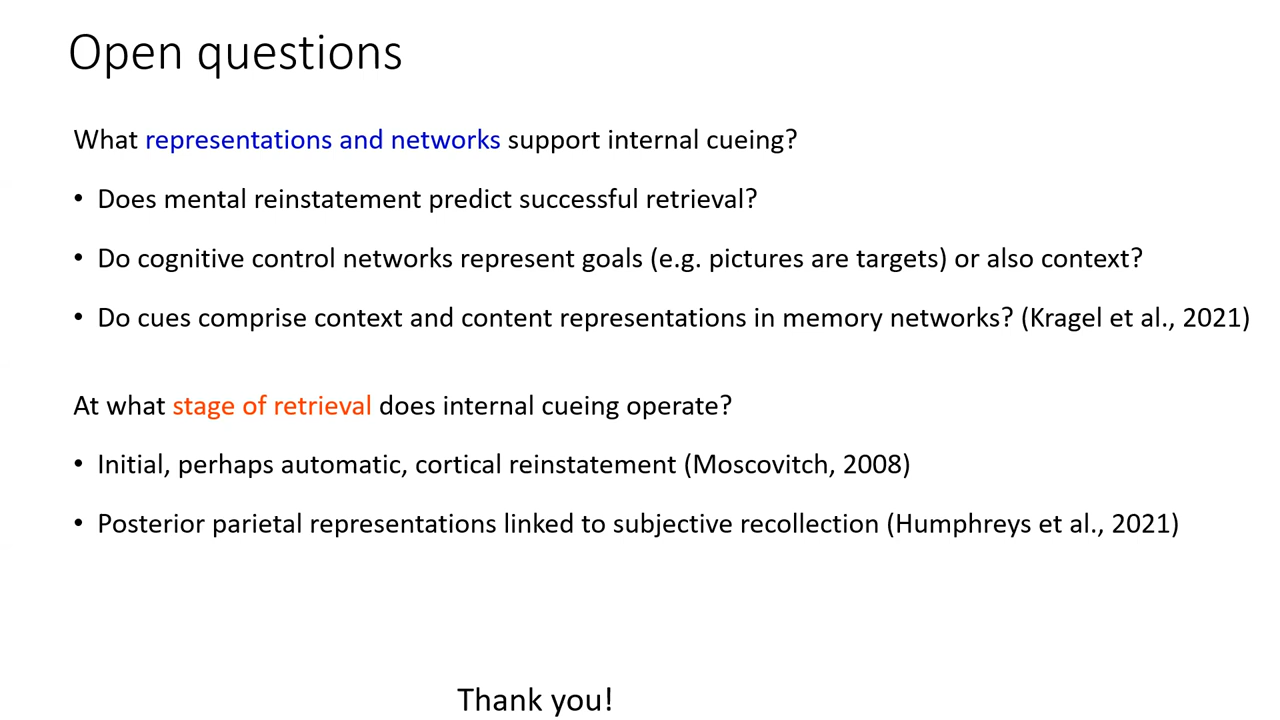 Open questions
What representations and networks support internal cueing?
• Does mental reinstatement predict successful retrieval?
• Do cognitive control networks represent goals (e.g. pictures are targets) or also context?
• Do cues comprise context and content representations in memory networks? (Kragel et al., 2021)
At what stage of retrieval does internal cueing operate?
• Initial, perhaps automatic, cortical reinstatement (Moscovitch, 2008)
• Posterior parietal representations linked to subjective recollection (Humphreys et al., 2021)
Thank you!